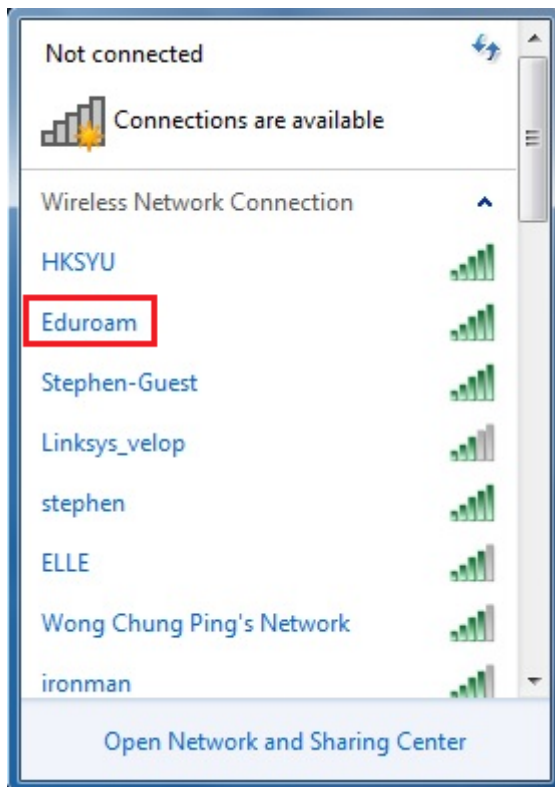 Not connected
Connections are available
Wireless Network Connection
HKSYU
Eduroam
Stephen-Guest
Linksys_velop
stephen
ELLE
Wong Chung Ping's Network
ironman
Open Network and Sharing Center